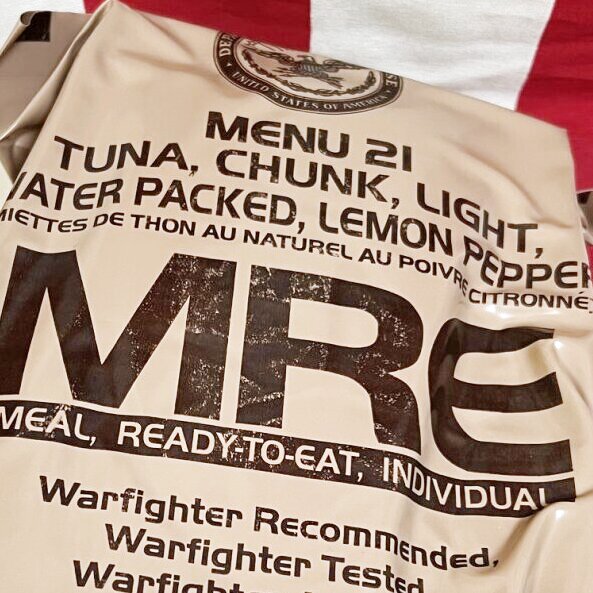 UNITED STATES OF AMERICA
MENU 21
TUNA, CHUNK, LIGHT,
WATER PACKED, LEMON PEPPER
MIETTES DE THON AU NATUREL AU POIVRE CITRONNÉ
MRE
MEAL, READY-TO-EAT, INDIVIDUAL
Warfighter Recommended,
Warfighter Tested
Warfighter